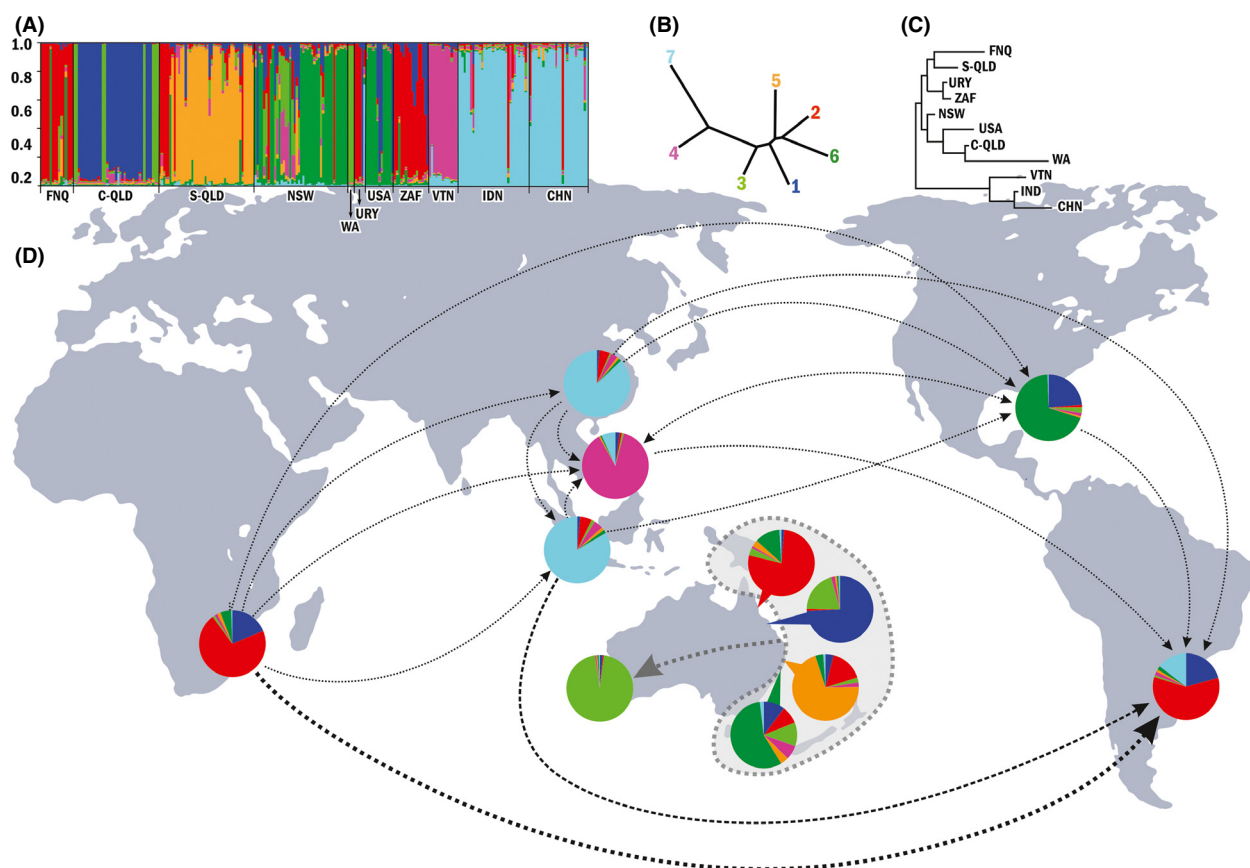 (A)
1.0
0.8
0.6
0.4
0.2
FNQ C-QLD S-QLD NSW USA ZAF VTN IDN CHN
URY
WA
(B)
7
5
2
4
6
3
1
(C)
FNQ
S-QLD
URY
ZAF
NSW
USA
C-QLD
WA
VTN
IND
CHN
(D)